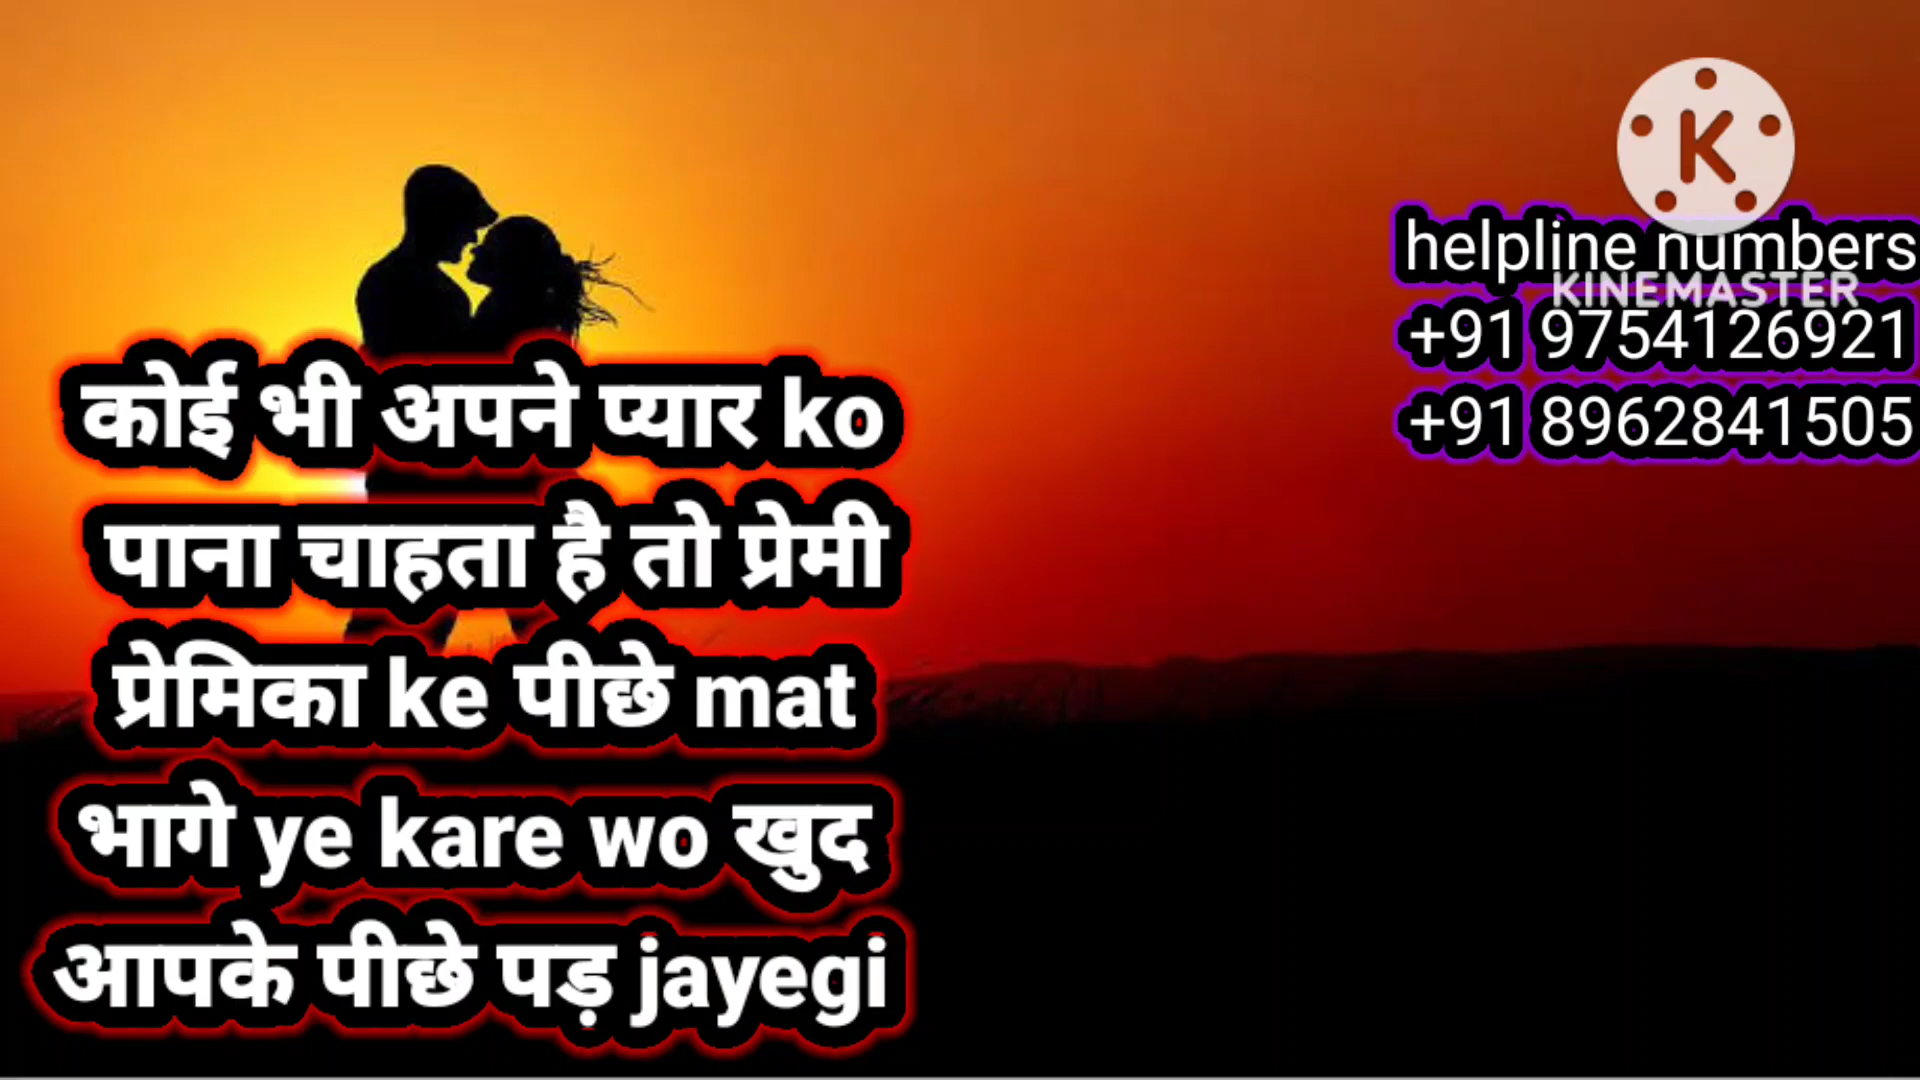 K
helpline numbers
KINEMASTER
+91 9754126921
+91 8962841505
कोई भी अपने प्यार ko
पाना चाहता है तो प्रेमी
प्रेमिका ke पीछे mat
भागे ye kare wo खुद
आपके पीछे पड़ jayegi